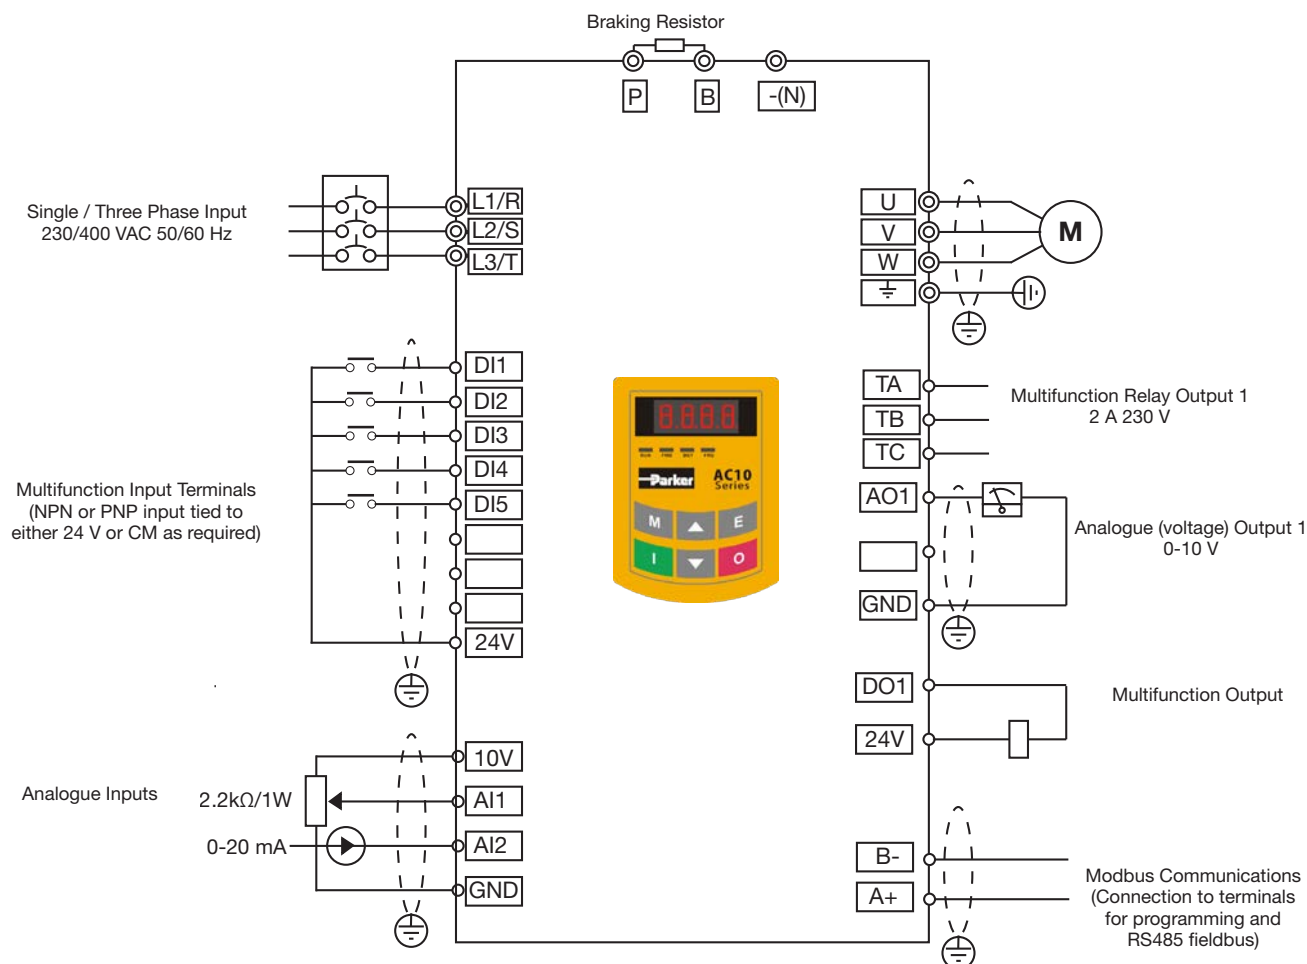 Braking Resistor
P
B
-(N)
Single / Three Phase Input
230/400 VAC 50/60 Hz
L1/R
L2/S
L3/T
U
V
W
M
Multifunction Input Terminals
(NPN or PNP input tied to
either 24 V or CM as required)
DI1
DI2
DI3
DI4
DI5
24V
8.8.8.8
Parker
AC10
Series
M
E
I
O
TA
TB
TC
Multifunction Relay Output 1
2 A 230 V
AO1
GND
Analogue (voltage) Output 1
0-10 V
DO1
24V
Multifunction Output
Analogue Inputs
2.2kΩ/1W
0-20 mA
10V
AI1
AI2
GND
B-
A+
Modbus Communications
(Connection to terminals
for programming and
RS485 fieldbus)